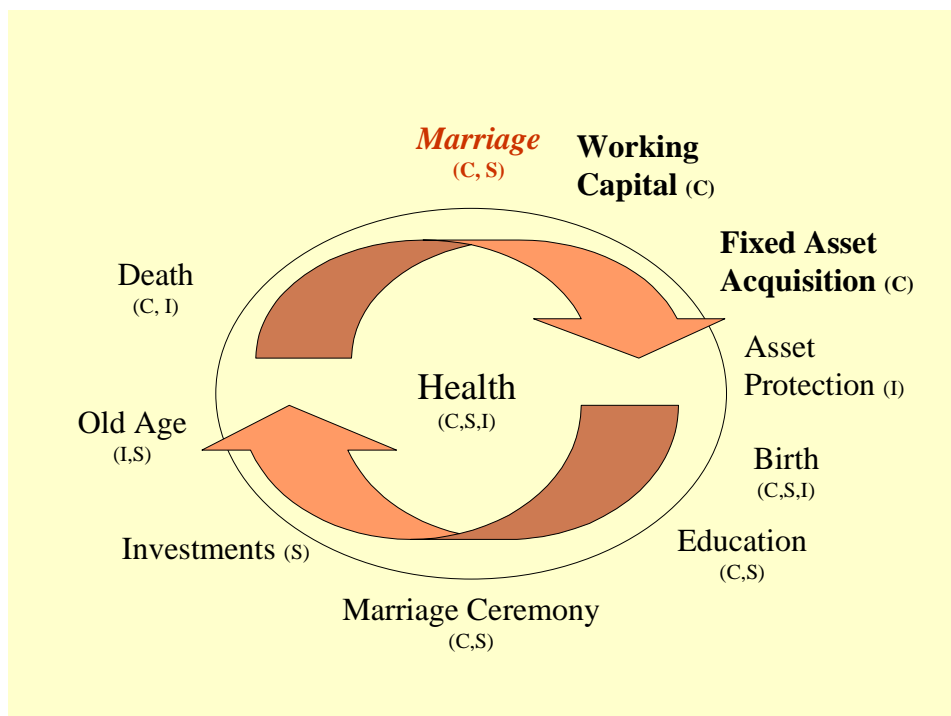 Marriage
(C, S)
Working
Capital (C)
Fixed Asset
Acquisition (C)
Asset
Protection (I)
Birth
(C,S,I)
Education
(C,S)
Marriage Ceremony
(C,S)
Investments (S)
Old Age
(I,S)
Death
(C, I)
Health
(C,S,I)